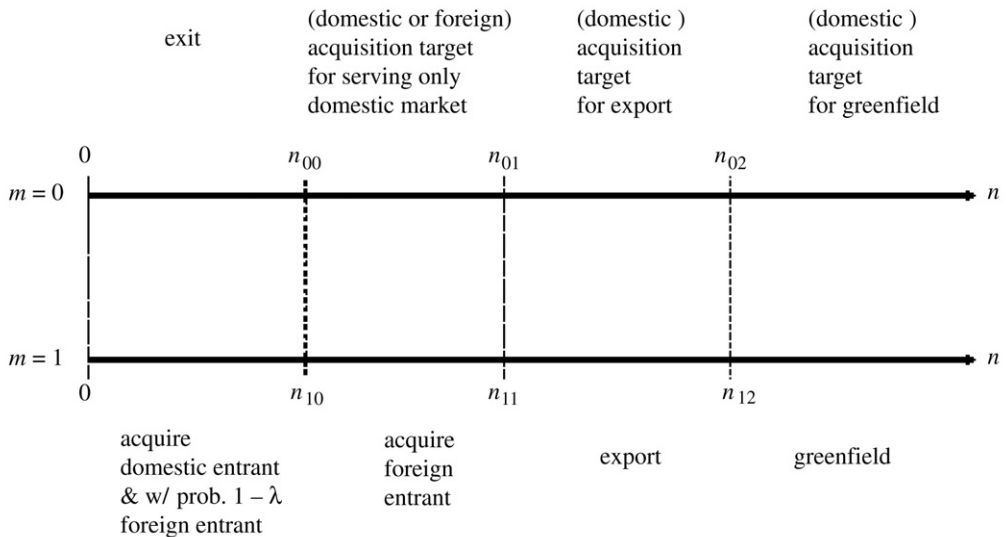 exit
(domestic or foreign)
acquisition target
for serving only
domestic market
(domestic )
acquisition
target
for export
(domestic )
acquisition
target
for greenfield
0
n00
n01
n02
m = 0
n
m = 1
n
0
n10
n11
n12
acquire
domestic entrant
& w/ prob. 1 – λ
foreign entrant
acquire
foreign
entrant
export
greenfield